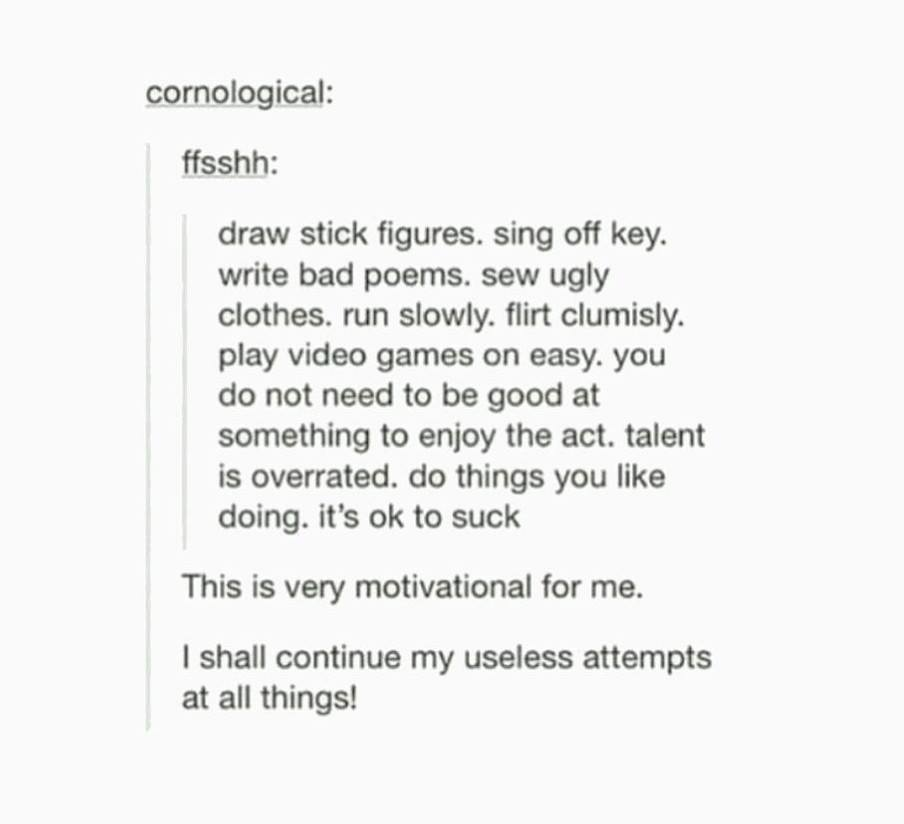 cornological:
ffsshh:
draw stick figures. sing off key.
write bad poems. sew ugly
clothes. run slowly. flirt clumisly.
play video games on easy. you
do not need to be good at
something to enjoy the act. talent
is overrated. do things you like
doing. it’s ok to suck
This is very motivational for me.
I shall continue my useless attempts
at all things!